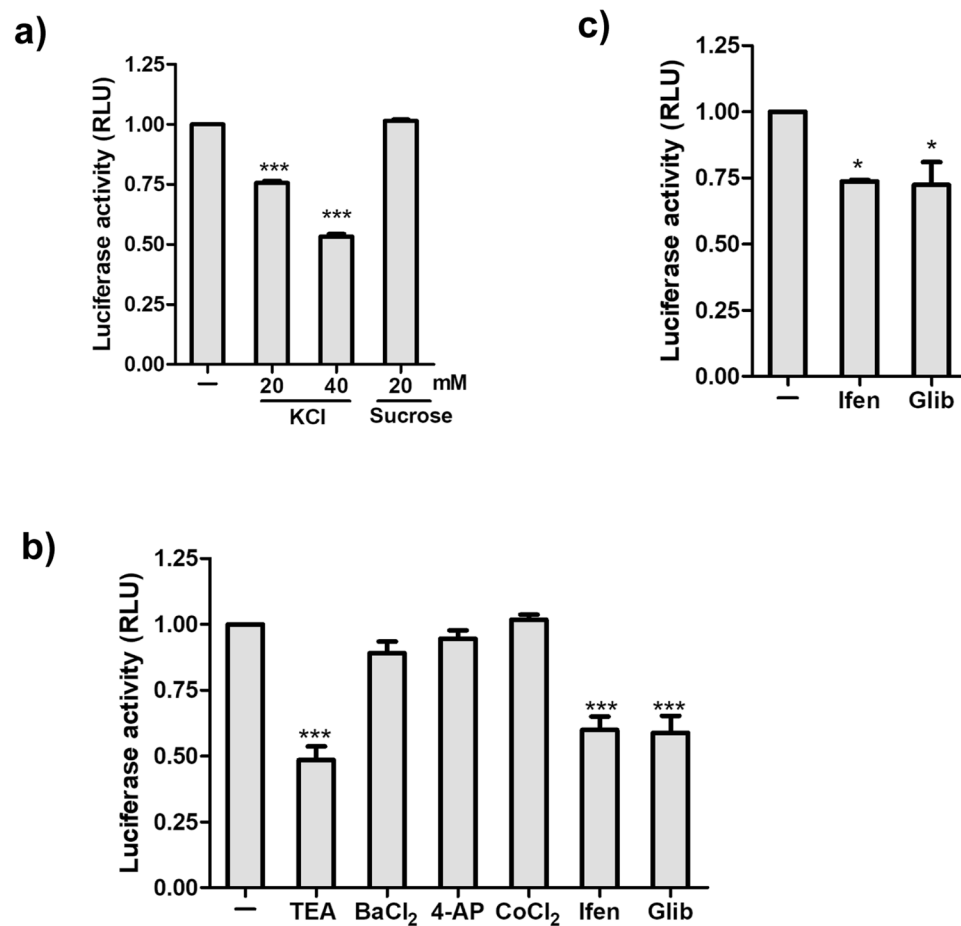 a)
Luciferase activity (RLU)
1.25
1.00
0.75
0.50
0.25
0.00
***
***
— 20 40 20 mM
KCl Sucrose
c)
Luciferase activity (RLU)
1.25
1.00
0.75
0.50
0.25
0.00
* *
— Ifen Glib
b)
Luciferase activity (RLU)
1.25
1.00
0.75
0.50
0.25
0.00
*** *** ***
— TEA BaCl₂ 4-AP CoCl₂ Ifen Glib